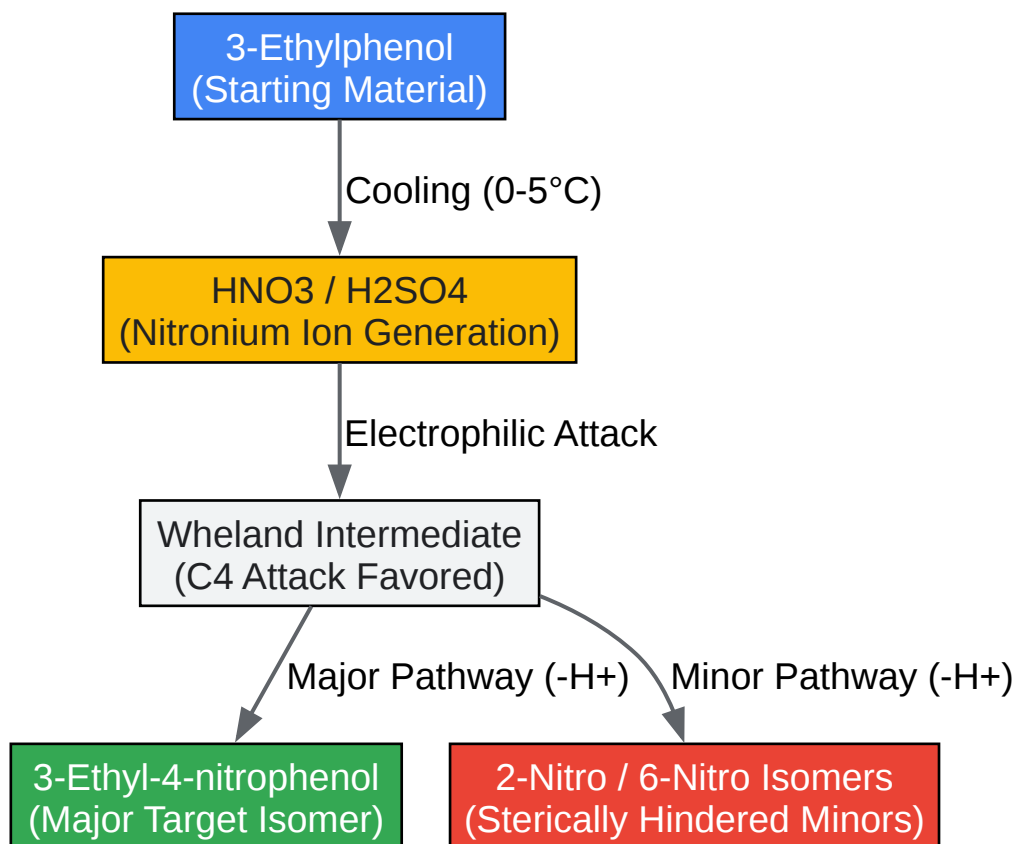 3-Ethylphenol
(Starting Material)
Cooling (0-5°C)
HNO3 / H2SO4
(Nitronium Ion Generation)
Electrophilic Attack
Wheland Intermediate
(C4 Attack Favored)
Major Pathway (-H+)
Minor Pathway (-H+)
3-Ethyl-4-nitrophenol
(Major Target Isomer)
2-Nitro / 6-Nitro Isomers
(Sterically Hindered Minors)